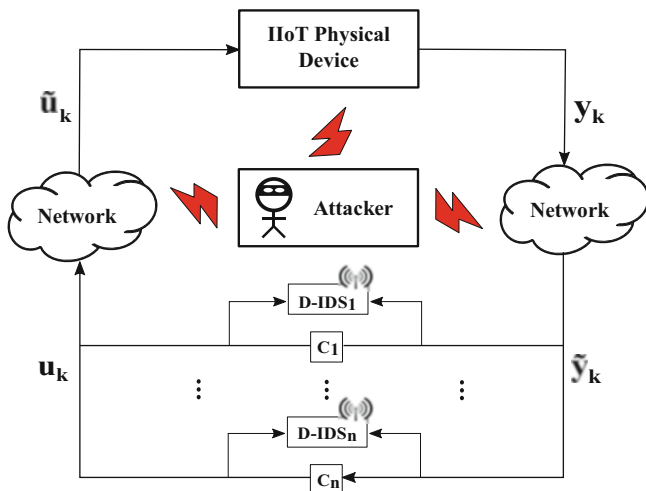 IIoT Physical
Device
ũk
yk
Network
Attacker
Network
D-IDS1
C1
uk
ỹk
D-IDSn
Cn